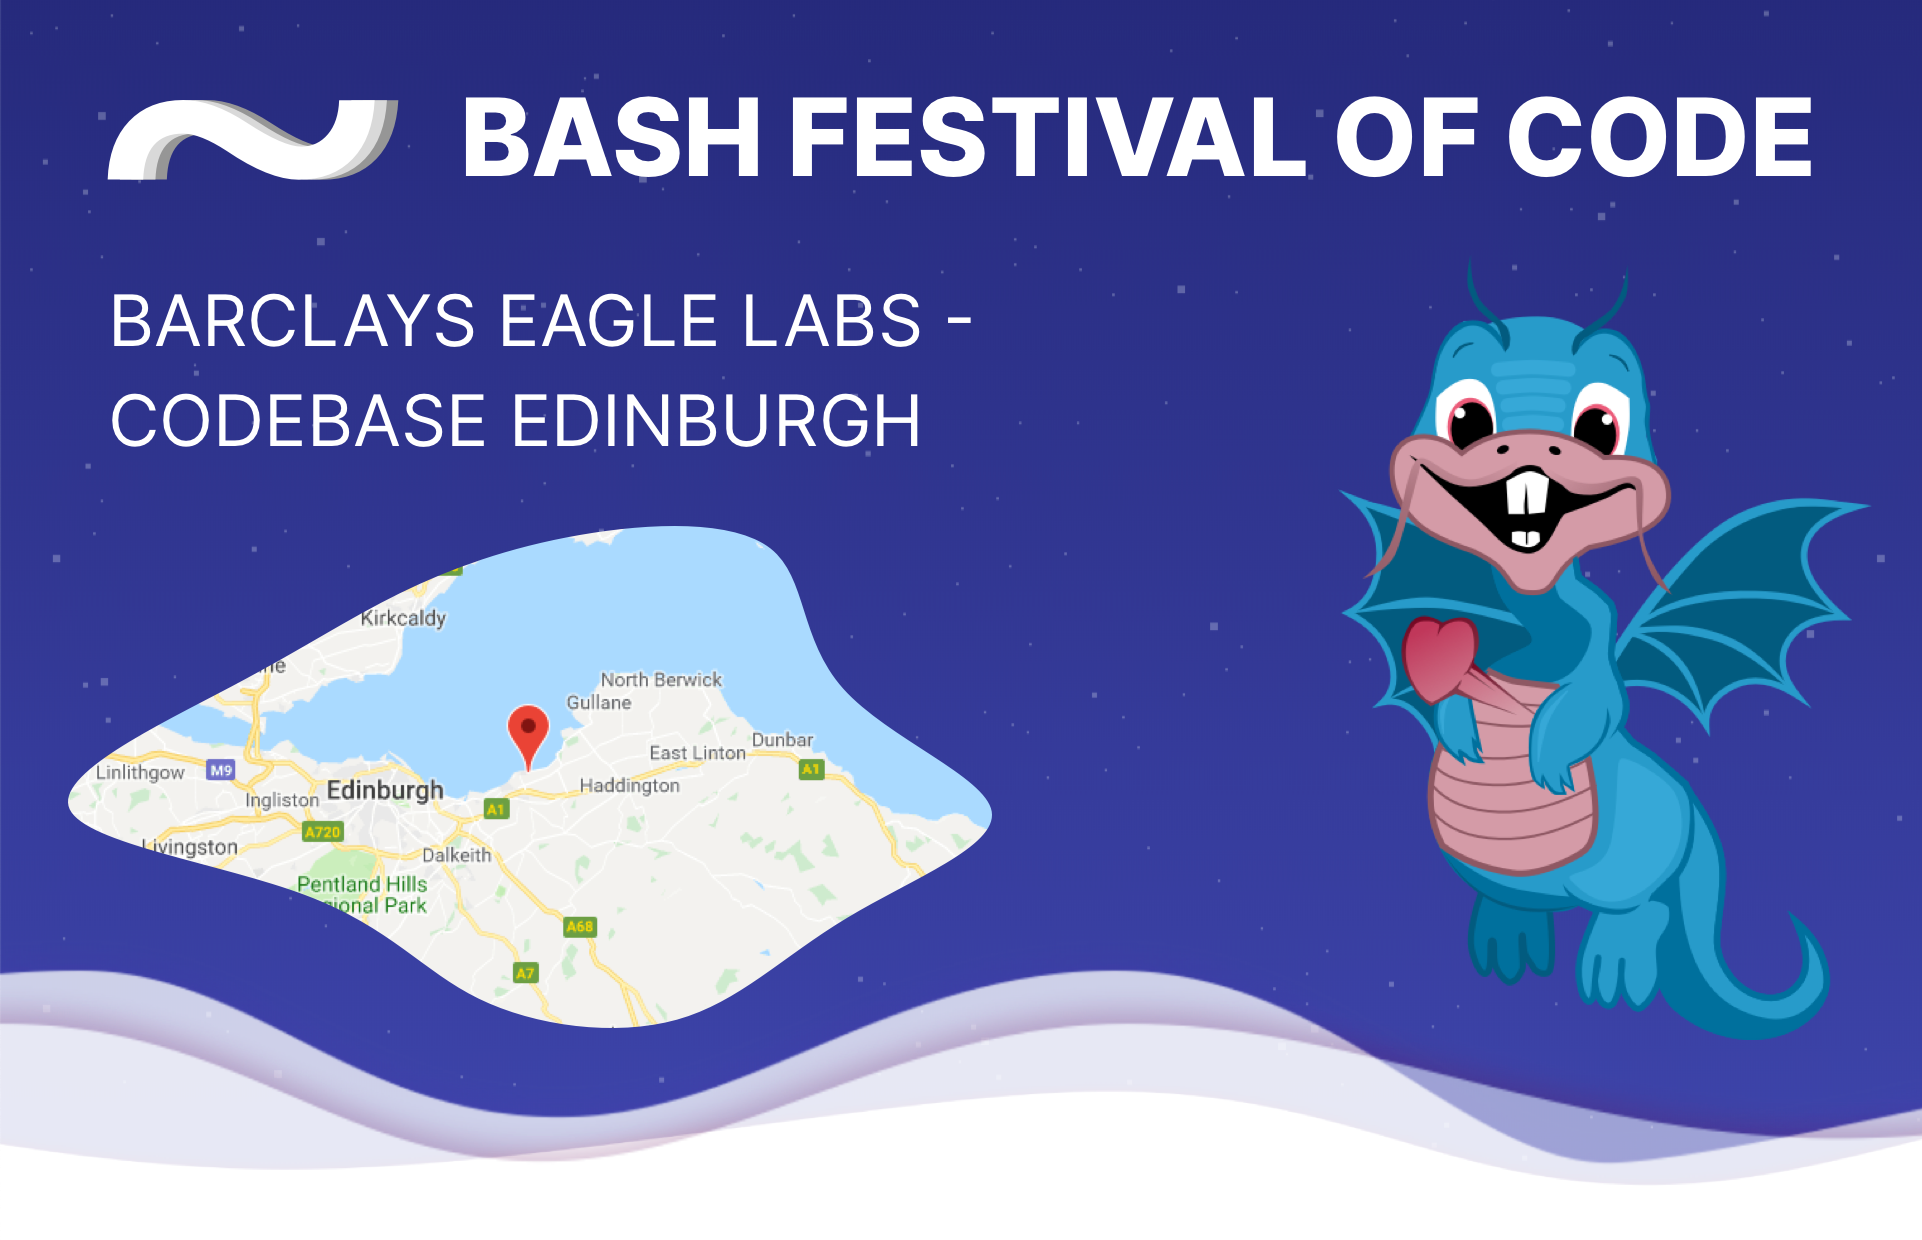 BASH FESTIVAL OF CODE
BARCLAYS EAGLE LABS -
CODEBASE EDINBURGH
Kirkcaldy
North Berwick
Gullane
Dunbar
East Linton
A1
Linlithgow
M9
Haddington
Edinburgh
Ingliston
A1
A720
Livingston
Dalkeith
Pentland Hills
Park
A68
A7